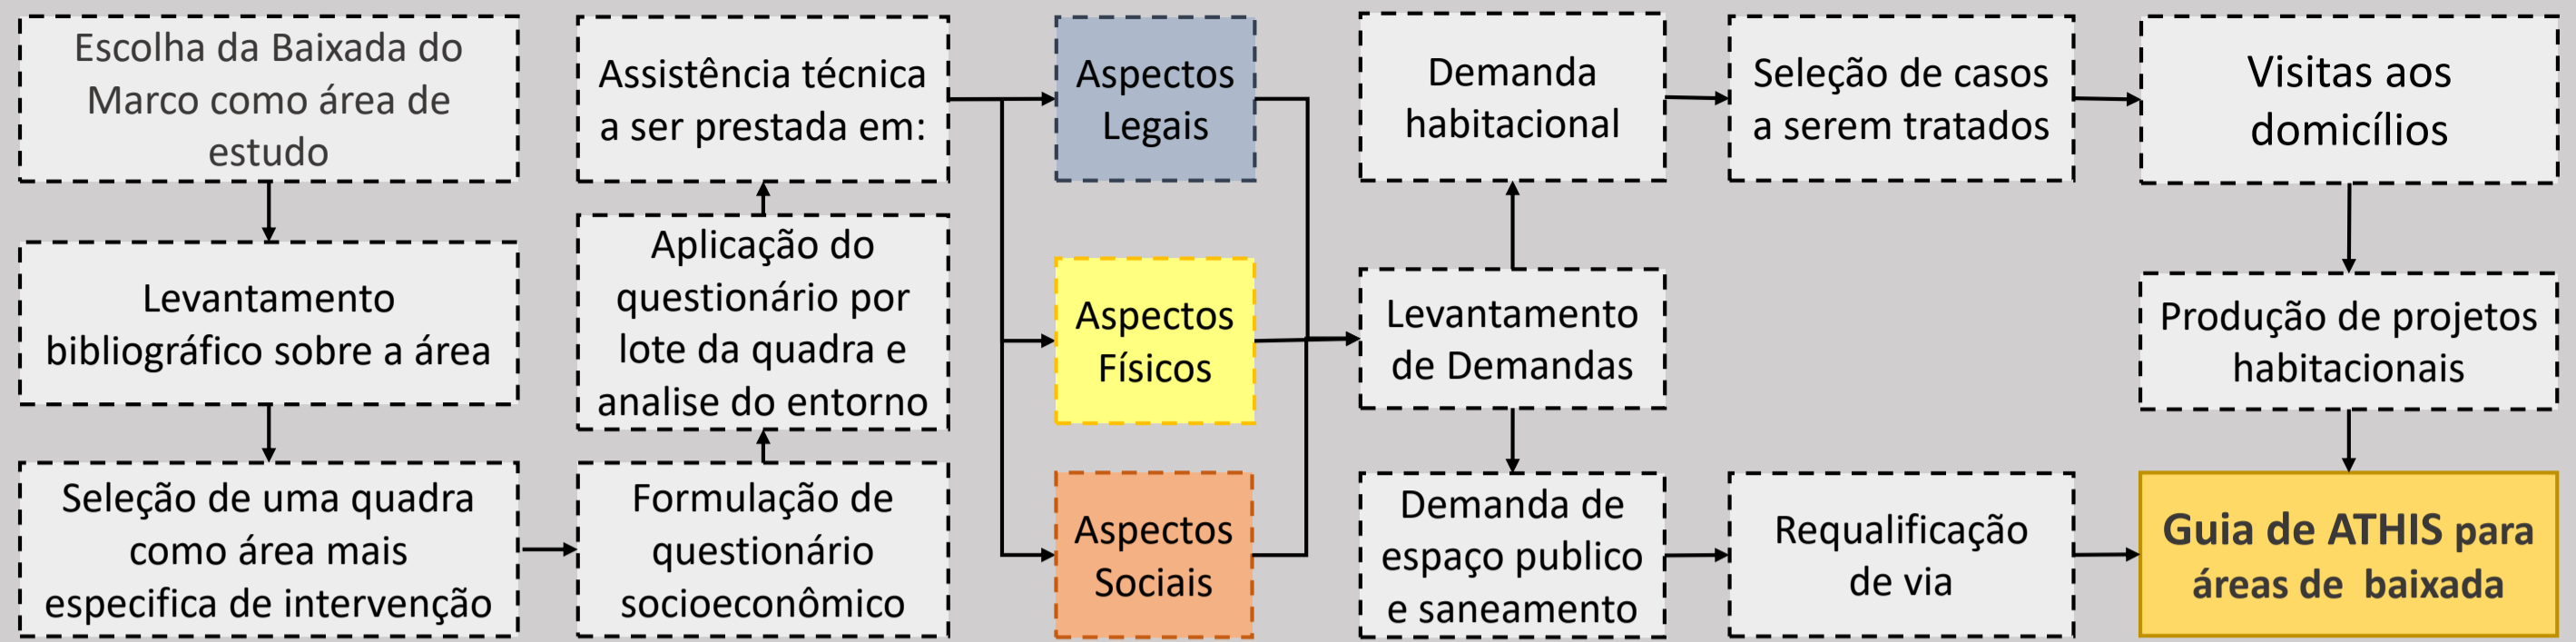 Escolha da Baixada do
Marco como área de
estudo
Levantamento
bibliográfico sobre a área
Seleção de uma quadra
como área mais
especifica de intervenção
Formulação de
questionário
socioeconômico
Aplicação do
questionário por
lote da quadra e
analise do entorno
Assistência técnica
a ser prestada em:
Aspectos
Legais
Aspectos
Físicos
Aspectos
Sociais
Levantamento
de Demandas
Demanda
habitacional
Seleção de casos
a serem tratados
Visitas aos
domicílios
Produção de projetos
habitacionais
Demanda de
espaço publico
e saneamento
Requalificação
de via
Guia de ATHIS para
áreas de baixada